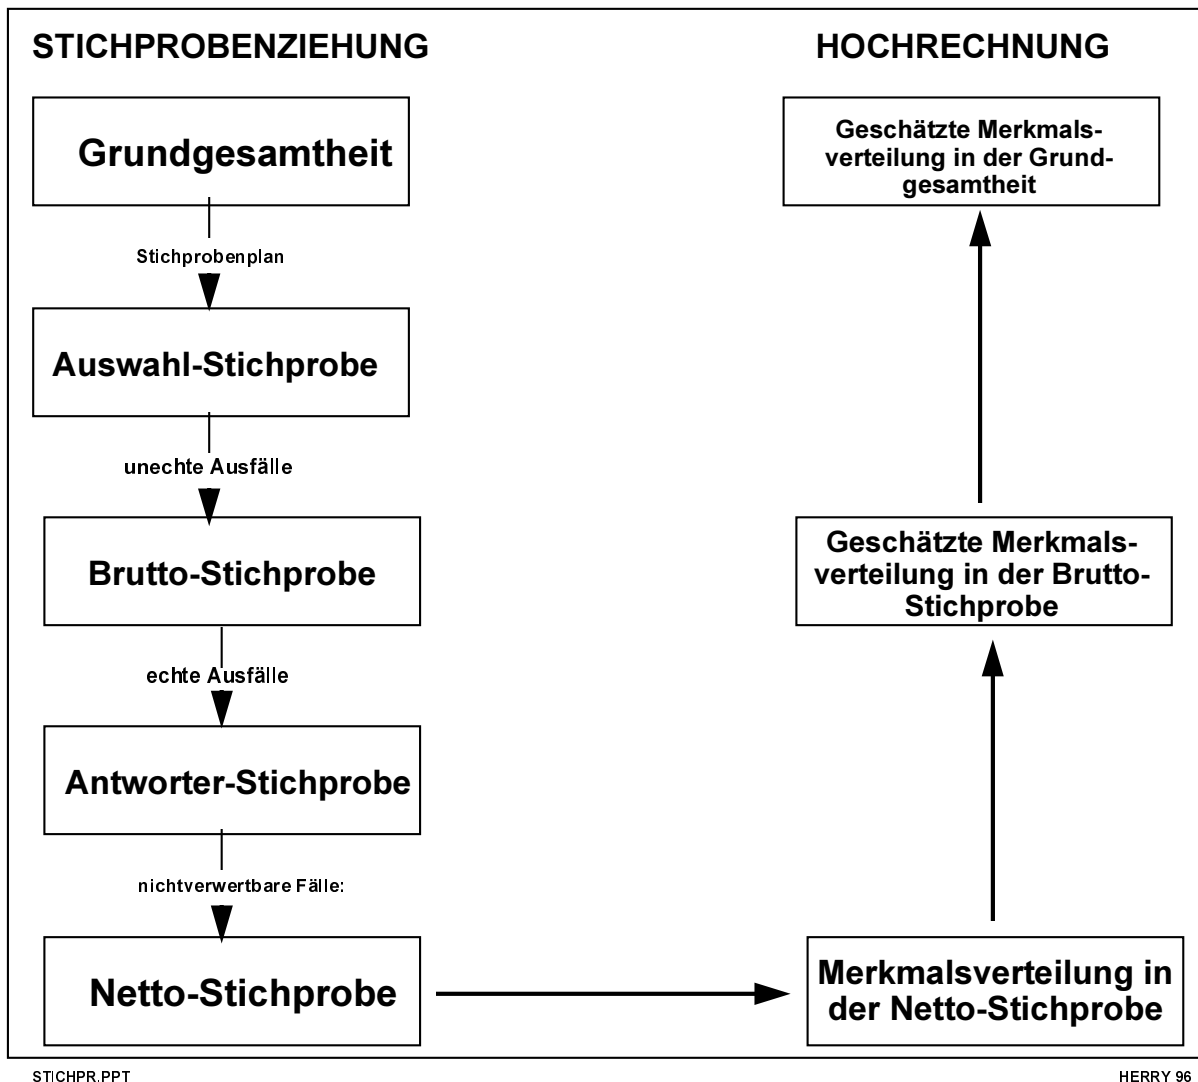 STICHPROBENZIEHUNG
Grundgesamtheit
Stichprobenplan
Auswahl-Stichprobe
unechte Ausfälle
Brutto-Stichprobe
echte Ausfälle
Antworter-Stichprobe
nichtverwertbare Fälle:
Netto-Stichprobe
HOCHRECHNUNG
Geschätzte Merkmals-
verteilung in der Grund-
gesamtheit
Geschätzte Merkmals-
verteilung in der Brutto-
Stichprobe
Merkmalsverteilung in
der Netto-Stichprobe
STICHPR.PPT
HERRY 96